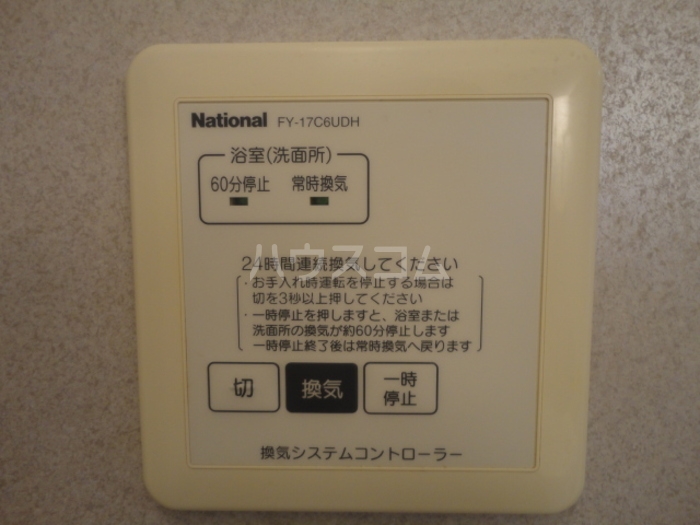 National FY-17C6UDH
浴室(洗面所)
60分停止 常時換気
24時間連続換気してください
・お手入れ時運転を停止する場合は
切を3秒以上押してください
・一時停止を押しますと、浴室または
洗面所の換気が約60分停止します
一時停止終了後は常時換気へ戻ります
ハウスコム
切 換気 一時
停止
換気システムコントローラー